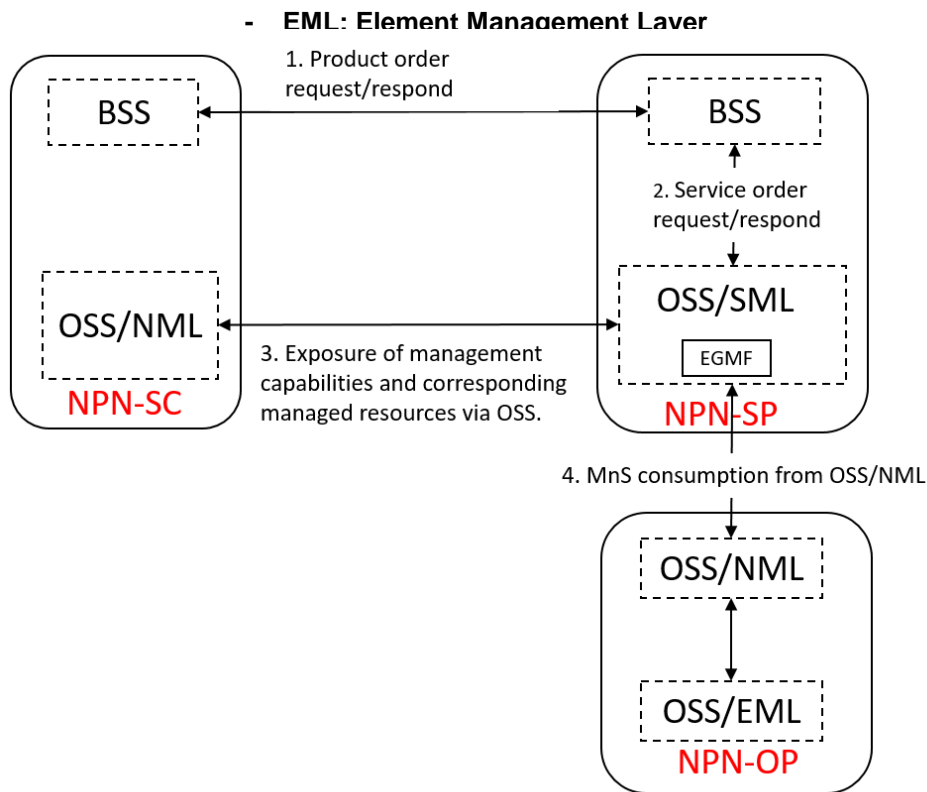 - EML: Element Management Layer
1. Product order
request/respond
BSS
BSS
2. Service order
request/respond
OSS/NML
OSS/SML
EGMF
3. Exposure of management
capabilities and corresponding
managed resources via OSS.
NPN-SC
NPN-SP
4. MnS consumption from OSS/NML
OSS/NML
OSS/EML
NPN-OP